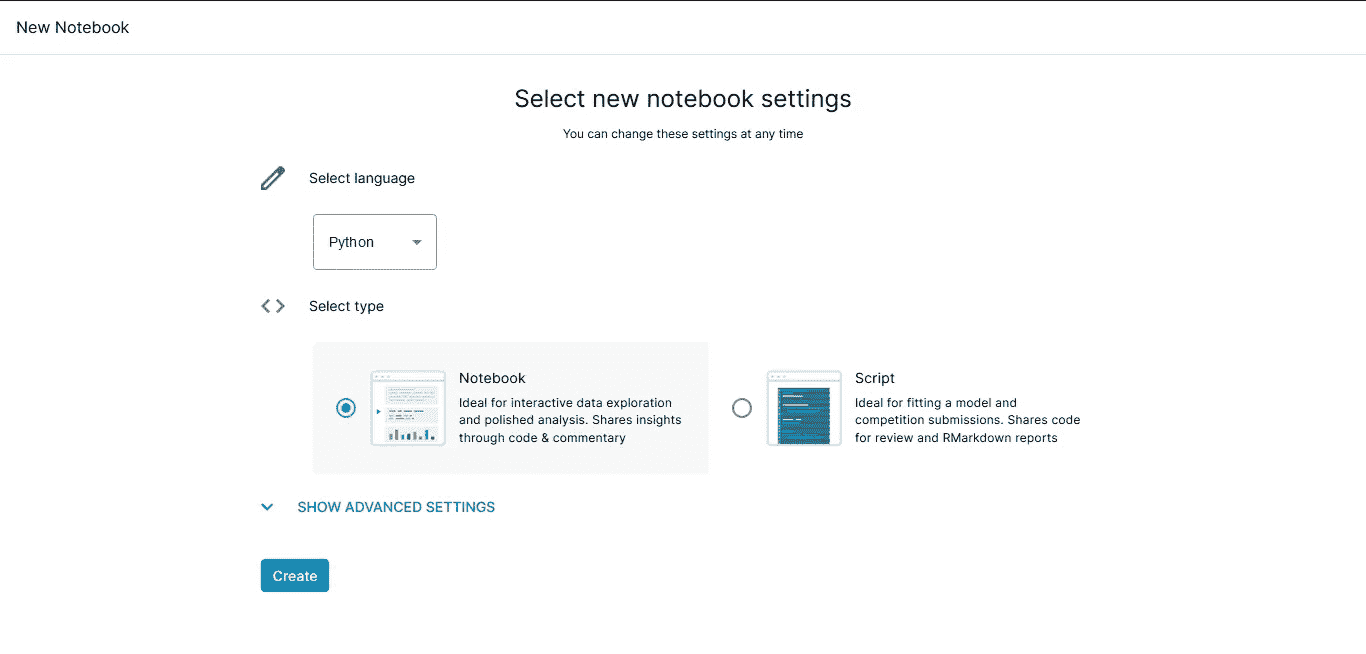 New Notebook
Select new notebook settings
You can change these settings at any time
Select language
Python
Select type
Notebook
Ideal for interactive data exploration
and polished analysis. Shares insights
through code & commentary
Script
Ideal for fitting a model and
competition submissions. Shares code
for review and RMarkdown reports
SHOW ADVANCED SETTINGS
Create